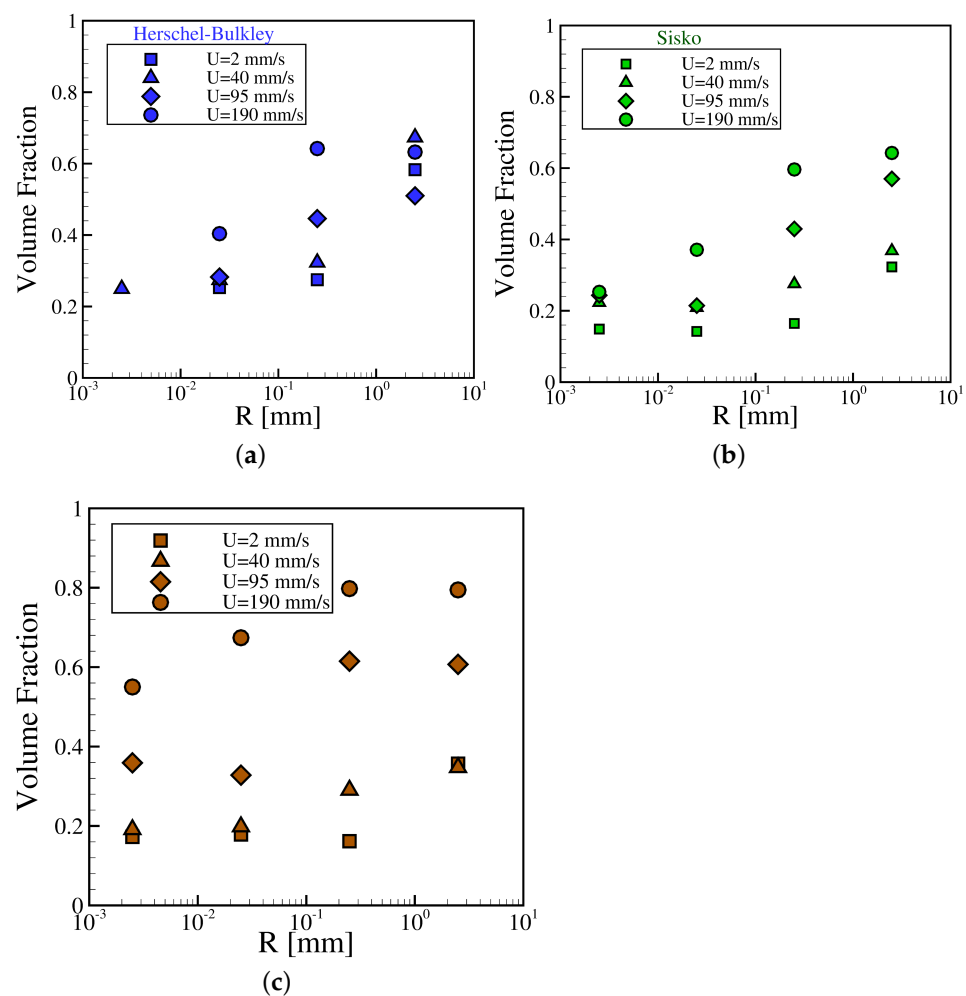 Herschel-Bulkley
U=2 mm/s
U=40 mm/s
U=95 mm/s
U=190 mm/s
Volume Fraction
1
0.8
0.6
0.4
0.2
0
10-3
10-2
10-1
100
101
R [mm]
(a)
Sisko
U=2 mm/s
U=40 mm/s
U=95 mm/s
U=190 mm/s
Volume Fraction
1
0.8
0.6
0.4
0.2
0
10-3
10-2
10-1
100
101
R [mm]
(b)
U=2 mm/s
U=40 mm/s
U=95 mm/s
U=190 mm/s
Volume Fraction
1
0.8
0.6
0.4
0.2
0
10-3
10-2
10-1
100
101
R [mm]
(c)